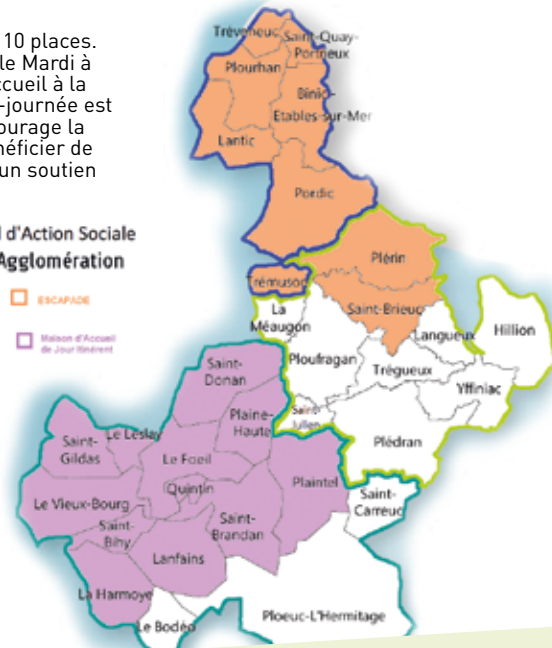 10 places.
le Mardi à
ccueil à la
-journée est
ourage la
néficier de
un soutien
l d'Action Sociale
Agglomération
ESCAPADE
Maison d'Accueil
de Jour Itinérent
Tréveneuc
Saint-Quay-
Portrieux
Plourhan
Binic-
Etables-sur-Mer
Lantic
Pordic
Plérin
Trémuson
Saint-Brieuc
La
Méaugon
Langueux
Hillion
Ploufragan
Trégueux
Yffiniac
Saint-
Julien
Plédran
Saint-
Donan
Plaine-
Haute
Saint-
Gildas
Le Leslay
Le Foeil
Quintin
Plaintel
Le Vieux-Bourg
Saint-
Bihy
Saint-
Brandan
Saint-
Carreuc
Lanfains
La Harmoye
Le Bodéo
Ploeuc-L'Hermitage